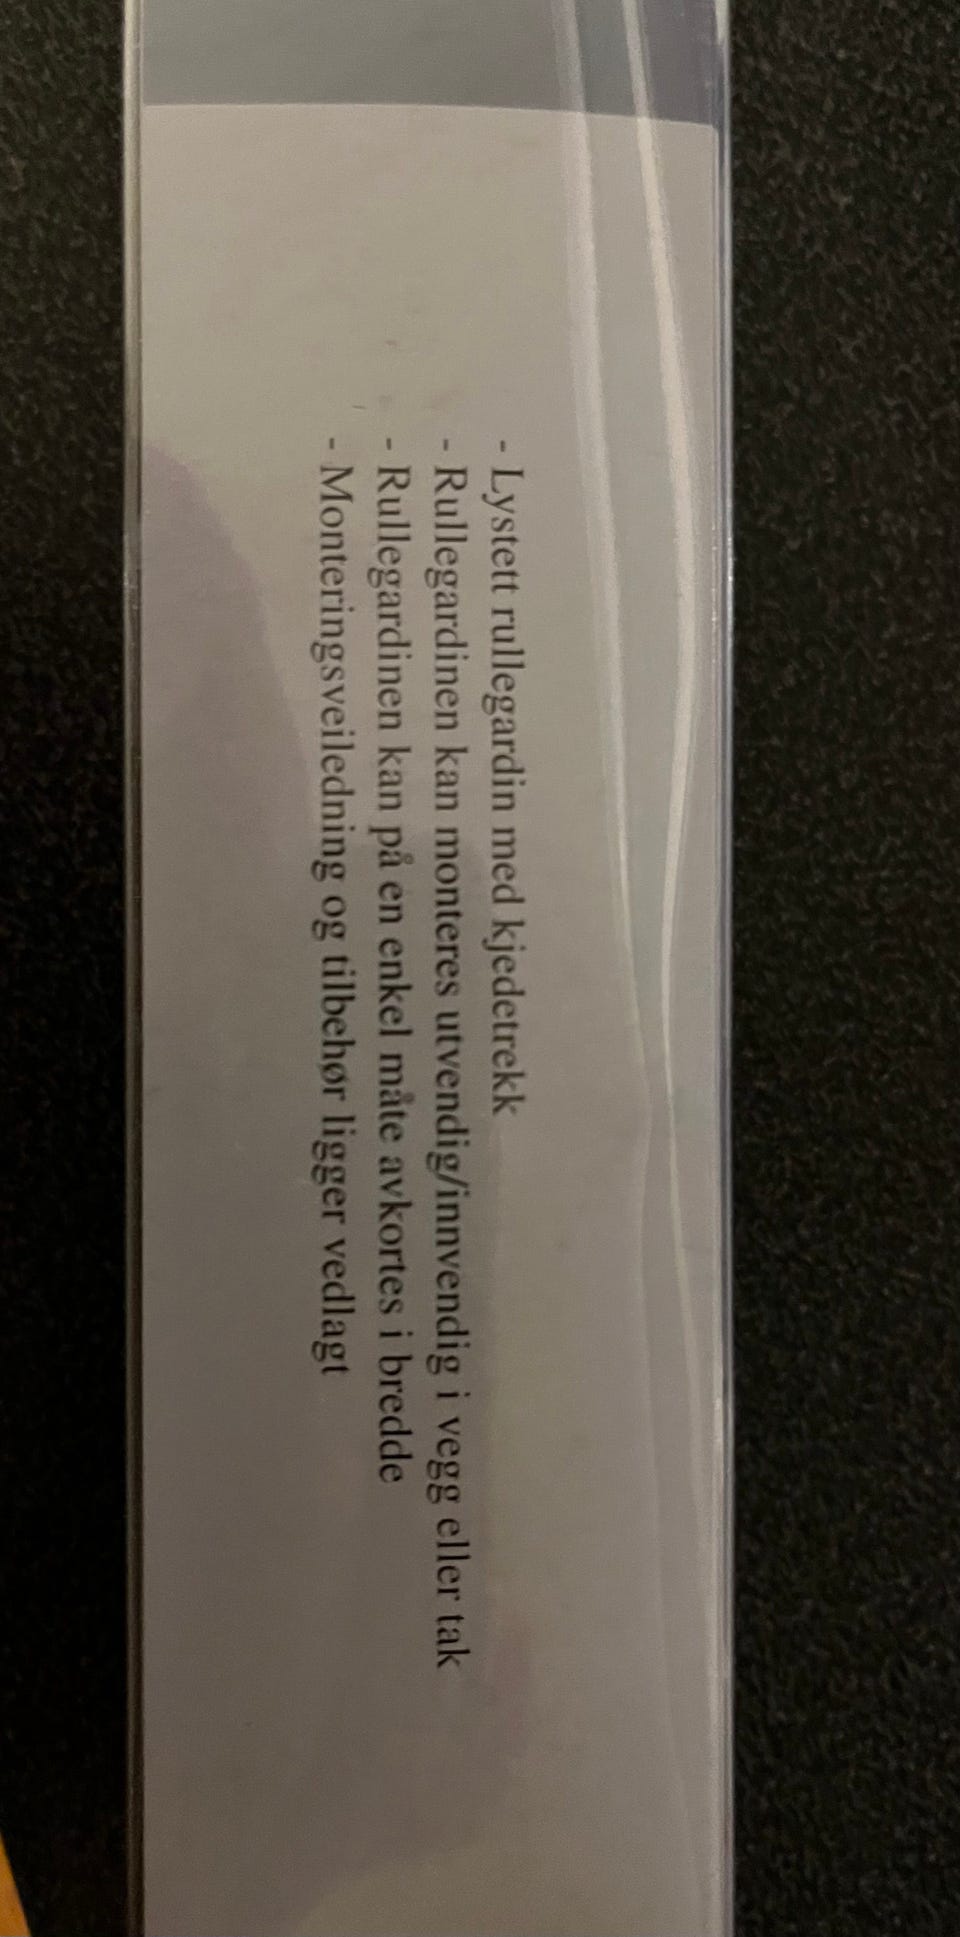 - Lystett rullegardin med kjedetrekk
- Rullegardinen kan monteres utvendig/innvendig i vegg eller tak
- Rullegardinen kan på en enkel måte avkortes i bredde
- Monteringsveiledning og tilbehør ligger vedlagt